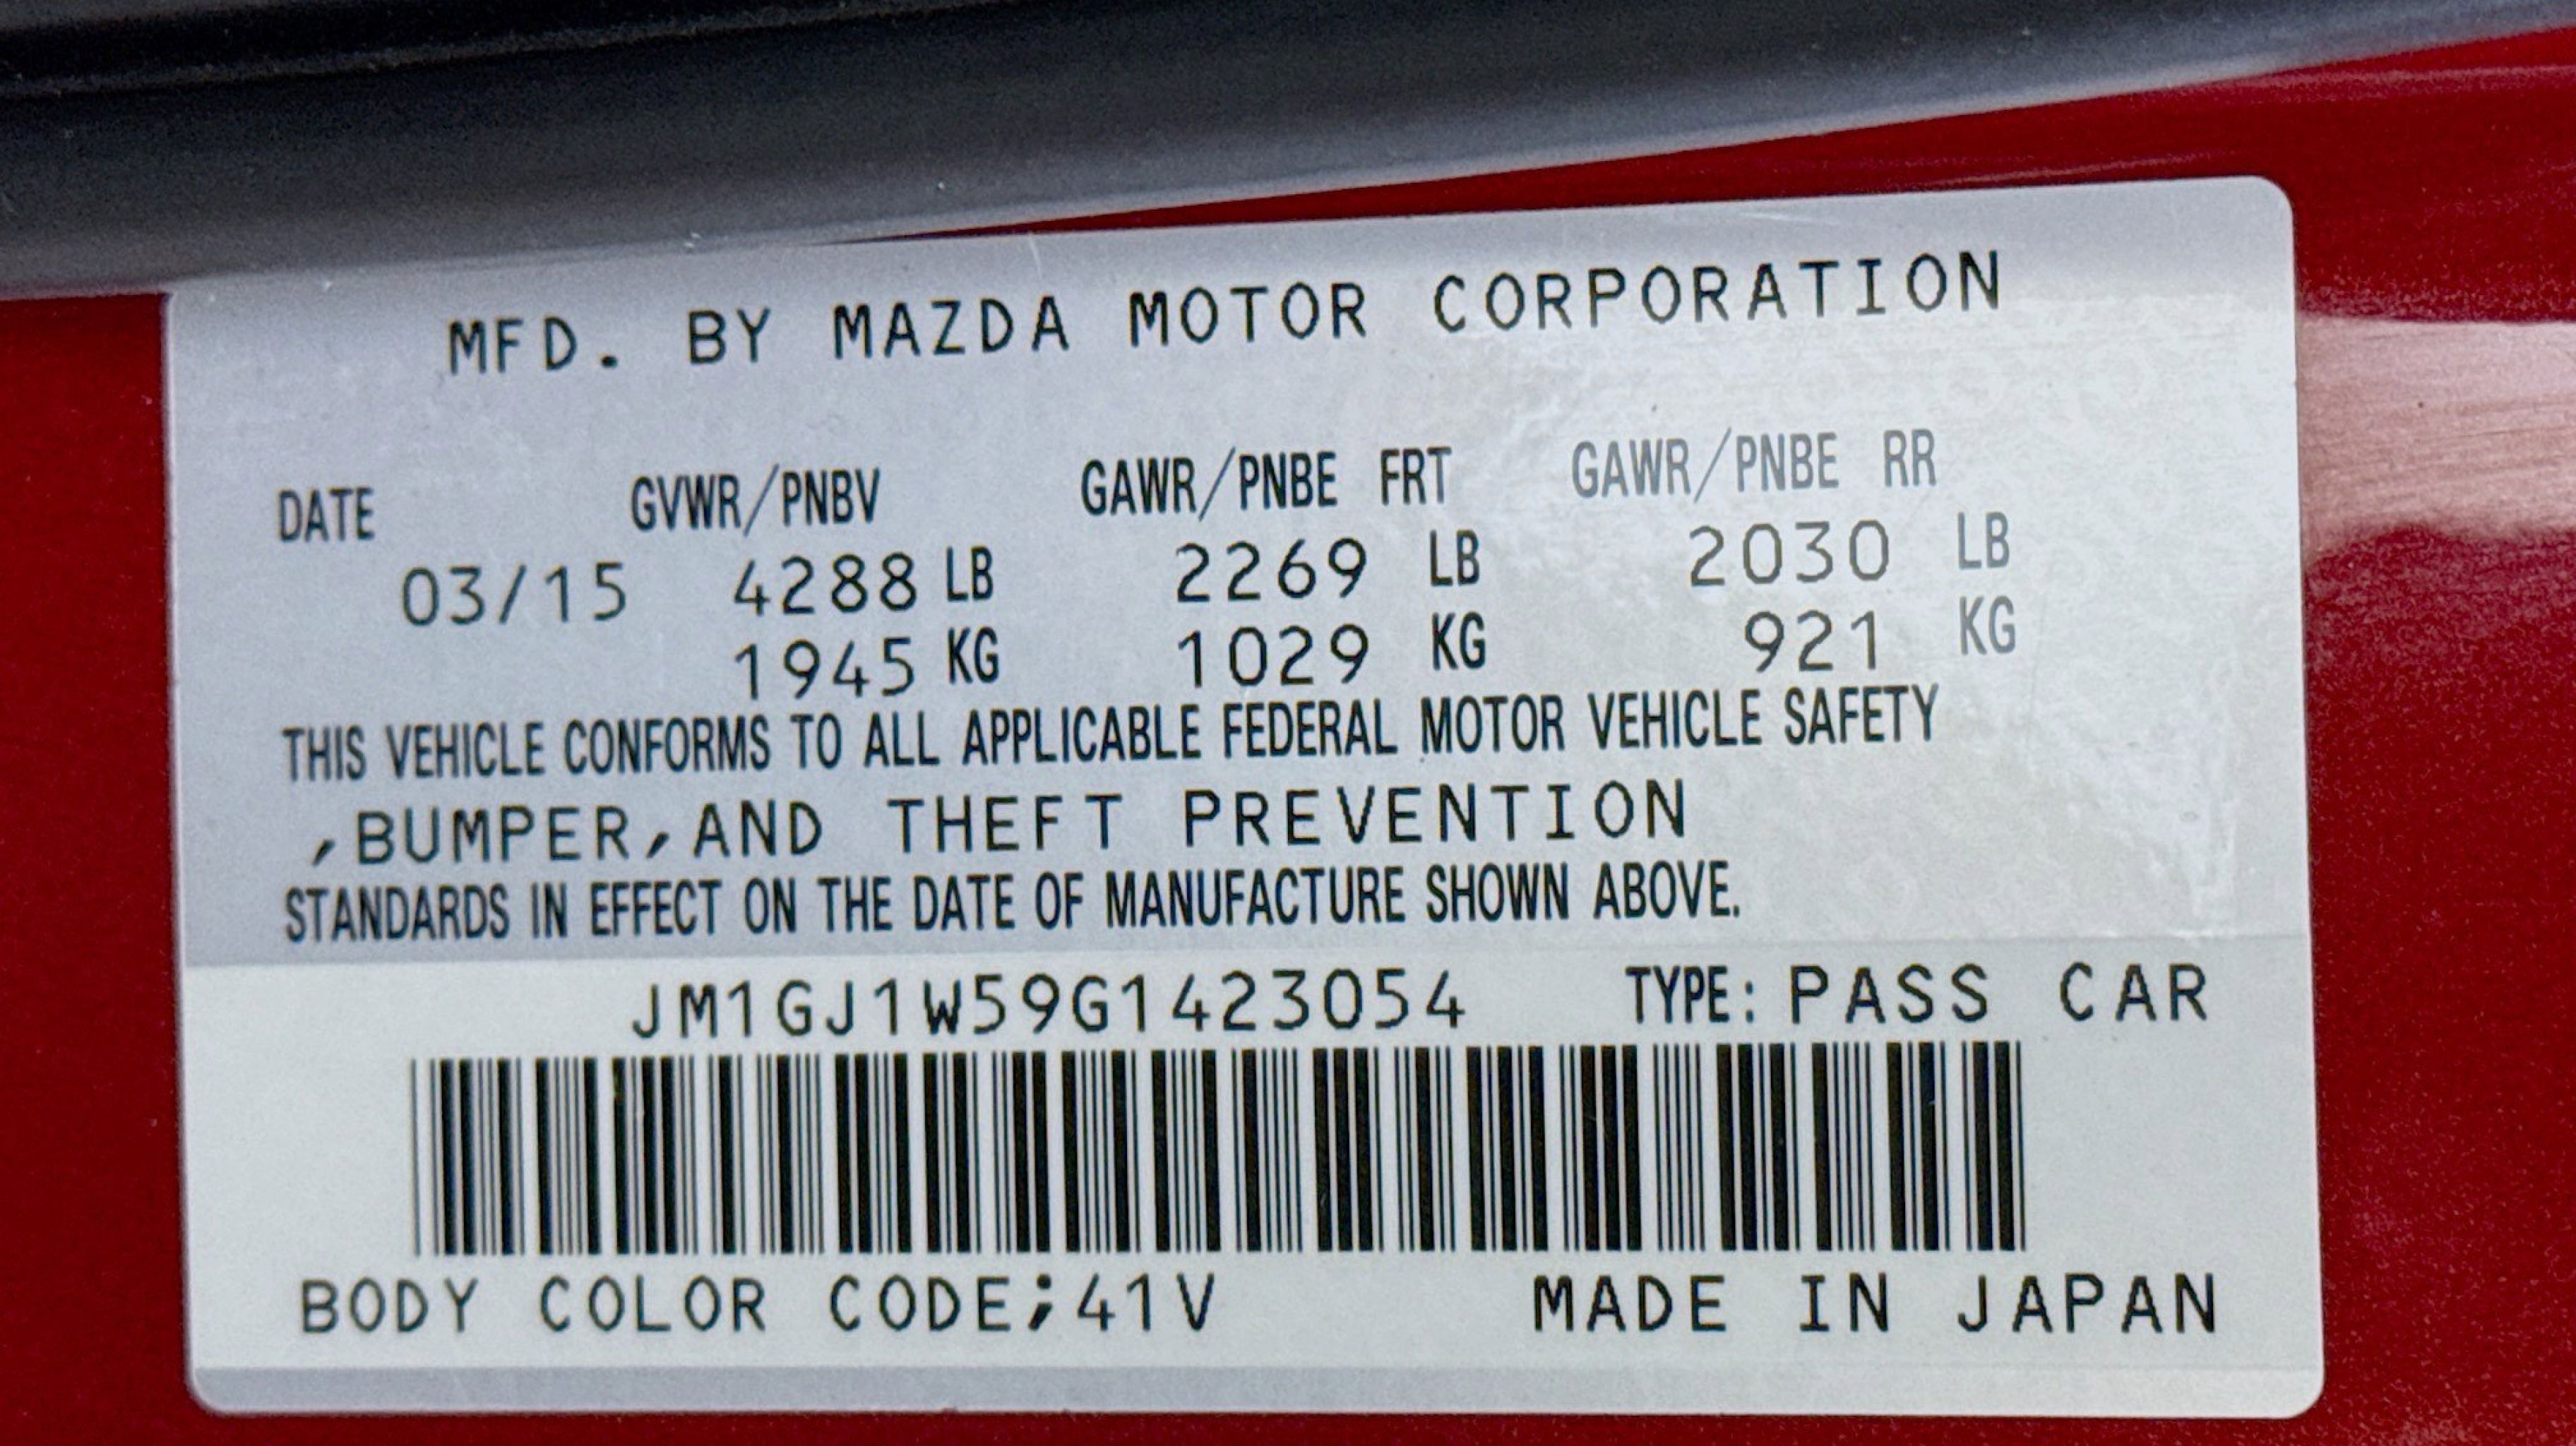 MFD. BY MAZDA MOTOR CORPORATION
DATE GVWR/PNBV GAWR/PNBE FRT GAWR/PNBE RR
03/15 4288 LB 2269 LB 2030 LB
1945 KG 1029 KG 921 KG
THIS VEHICLE CONFORMS TO ALL APPLICABLE FEDERAL MOTOR VEHICLE SAFETY
,BUMPER,AND THEFT PREVENTION
STANDARDS IN EFFECT ON THE DATE OF MANUFACTURE SHOWN ABOVE.
JM1GJ1W59G1423054 TYPE: PASS CAR
BODY COLOR CODE;41V MADE IN JAPAN